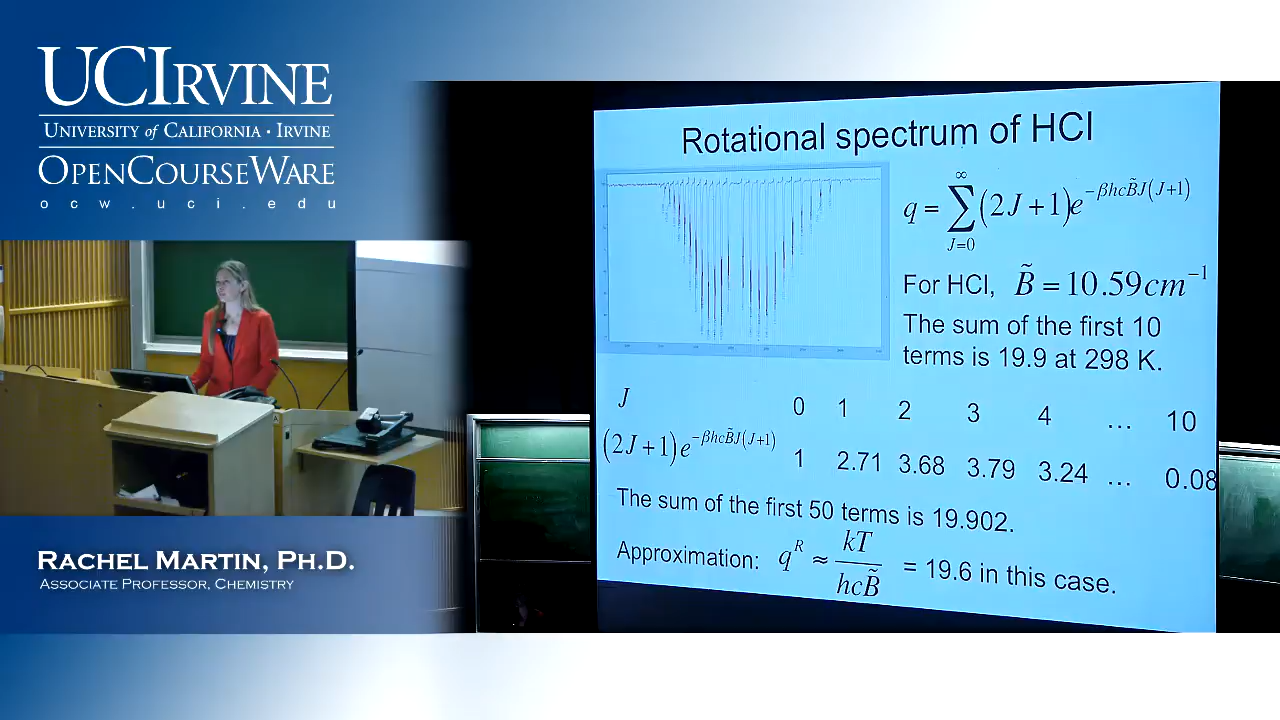 UCIRVINE
UNIVERSITY of CALIFORNIA · IRVINE
OPENCOURSEWARE
ocw.uci.edu
RACHEL MARTIN, PH.D.
ASSOCIATE PROFESSOR, CHEMISTRY
Rotational spectrum of HCl
q = ∑_{J=0}^{∞} (2J+1)e^{−βhcB̃J(J+1)}
For HCl, B̃ = 10.59cm⁻¹
The sum of the first 10
terms is 19.9 at 298 K.
J 0 1 2 3 4 … 10
(2J+1)e^{−βhcB̃J(J+1)} 1 2.71 3.68 3.79 3.24 … 0.08
The sum of the first 50 terms is 19.902.
Approximation: q^R ≈ kT/hcB̃ = 19.6 in this case.